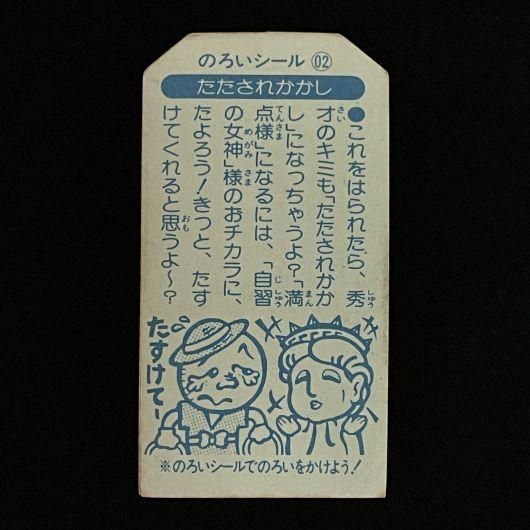 のろいシール 02
たたされかかし
●これをはられたら、秀
才のキミも「たたされかか
し」になっちゃうよ?「満
点様」になるには、「自習
の女神」様のおチカラに、
たよろう!きっと、たす
けてくれると思うよ〜?
たすけてー
※のろいシールでのろいをかけよう!